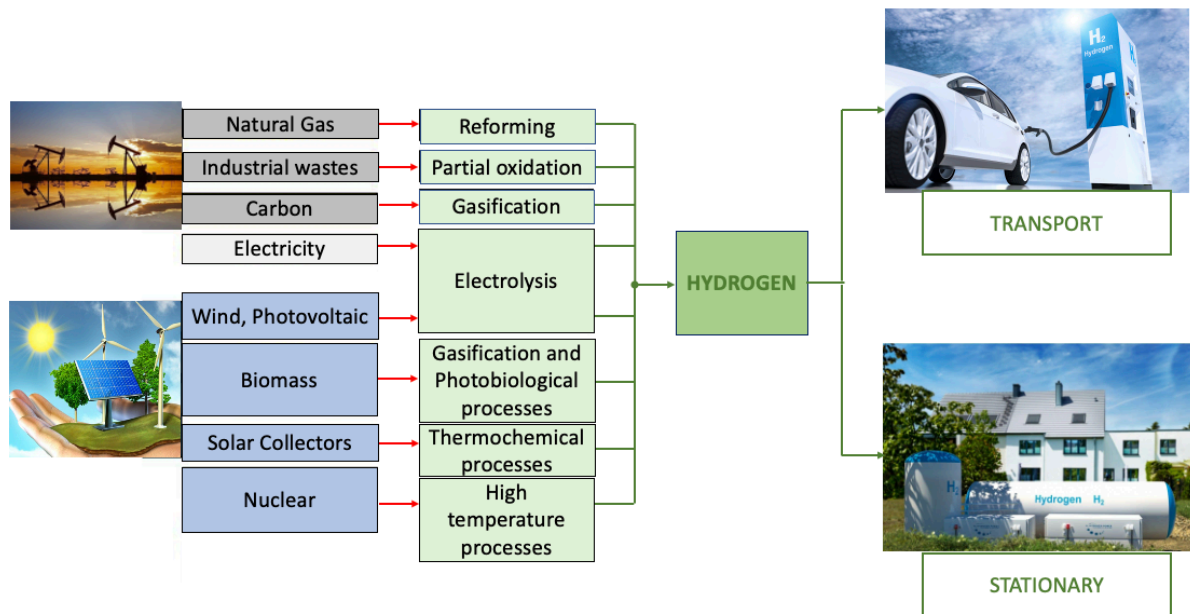 Natural Gas
Industrial wastes
Carbon
Electricity
Wind, Photovoltaic
Biomass
Solar Collectors
Nuclear
Reforming
Partial oxidation
Gasification
Electrolysis
Gasification and
Photobiological
processes
Thermochemical
processes
High
temperature
processes
HYDROGEN
H2
Hydrogen
TRANSPORT
H2
Hydrogen H2
STATIONARY